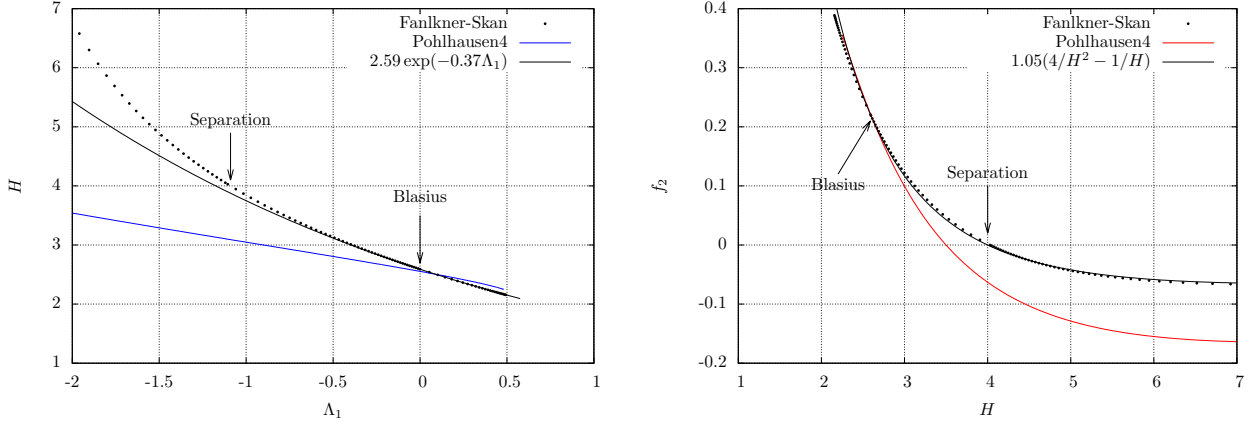 7
6
5
4
3
2
1
H
Fanlkner-Skan
Pohlhausen4
2.59 exp(−0.37Λ₁)
Separation
Blasius
-2 -1.5 -1 -0.5 0 0.5 1
Λ₁
0.4
0.3
0.2
0.1
0
-0.1
-0.2
f₂
Fanlkner-Skan
Pohlhausen4
1.05(4/H² − 1/H)
Blasius
Separation
1 2 3 4 5 6 7
H